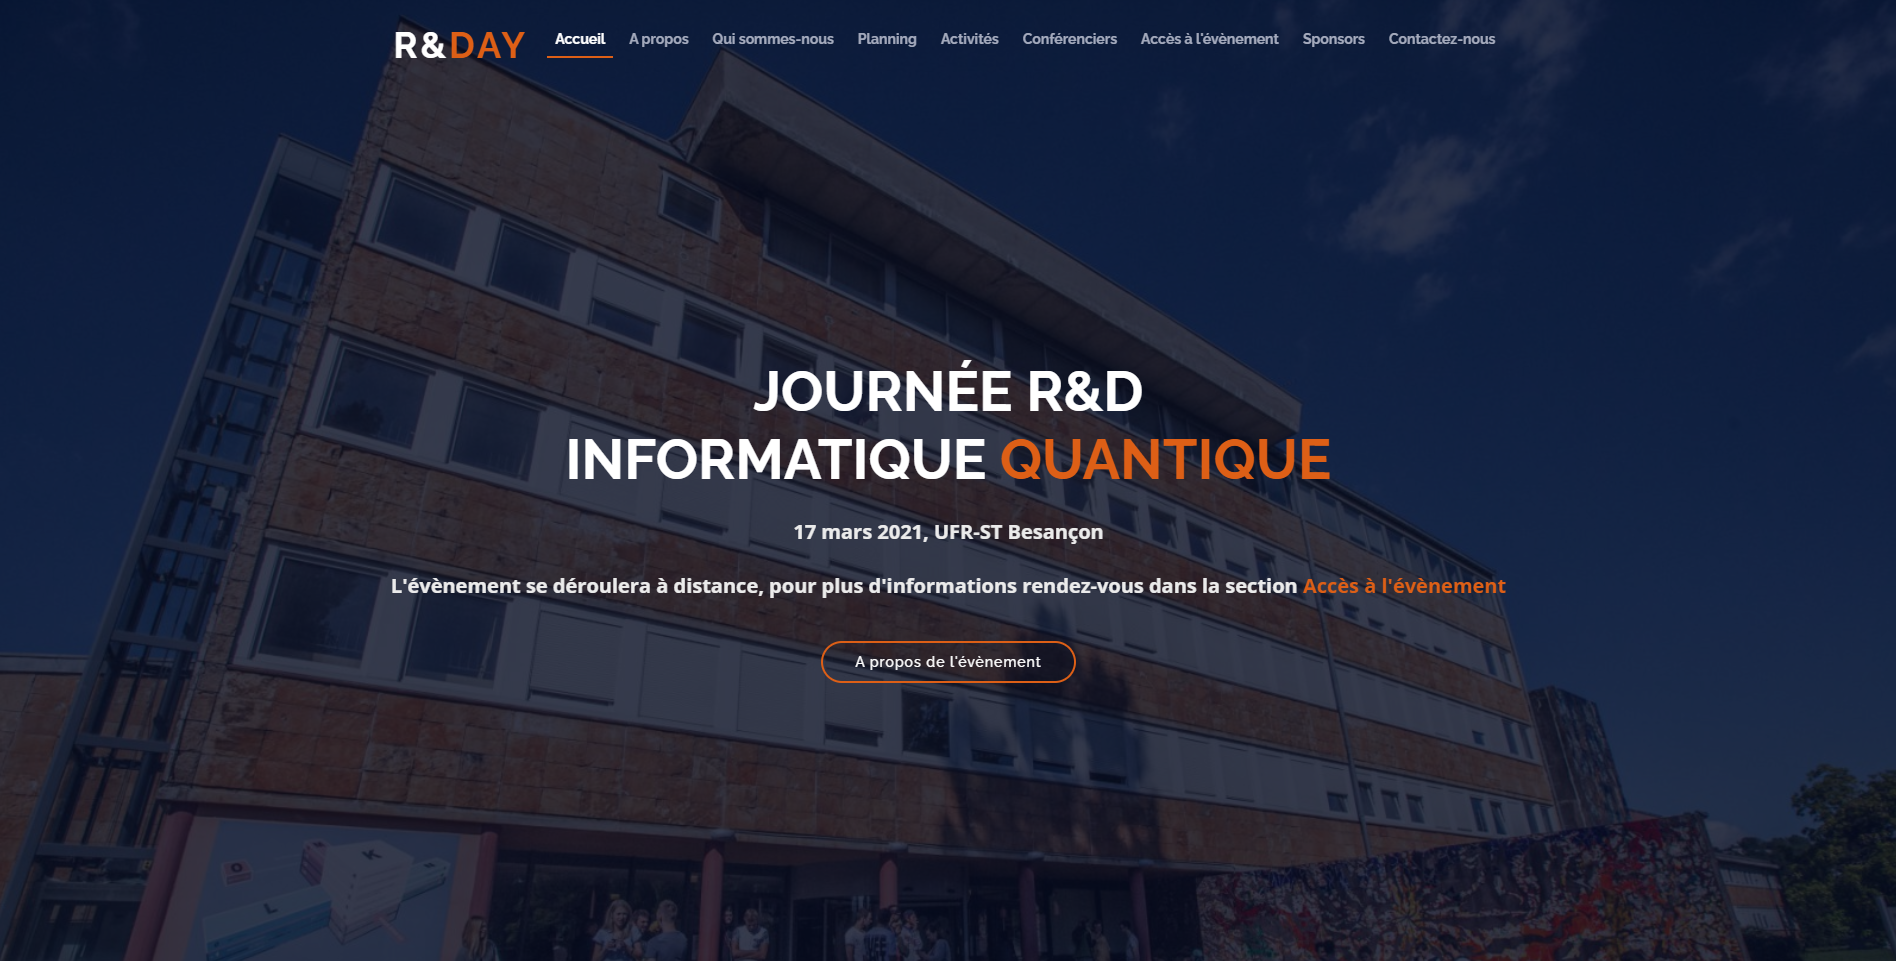 R&DAY
Accueil
A propos
Qui sommes-nous
Planning
Activités
Conférenciers
Accès à l'évènement
Sponsors
Contactez-nous
JOURNÉE R&D
INFORMATIQUE QUANTIQUE
17 mars 2021, UFR-ST Besançon
L'évènement se déroulera à distance, pour plus d'informations rendez-vous dans la section Accès à l'évènement
A propos de l'évènement